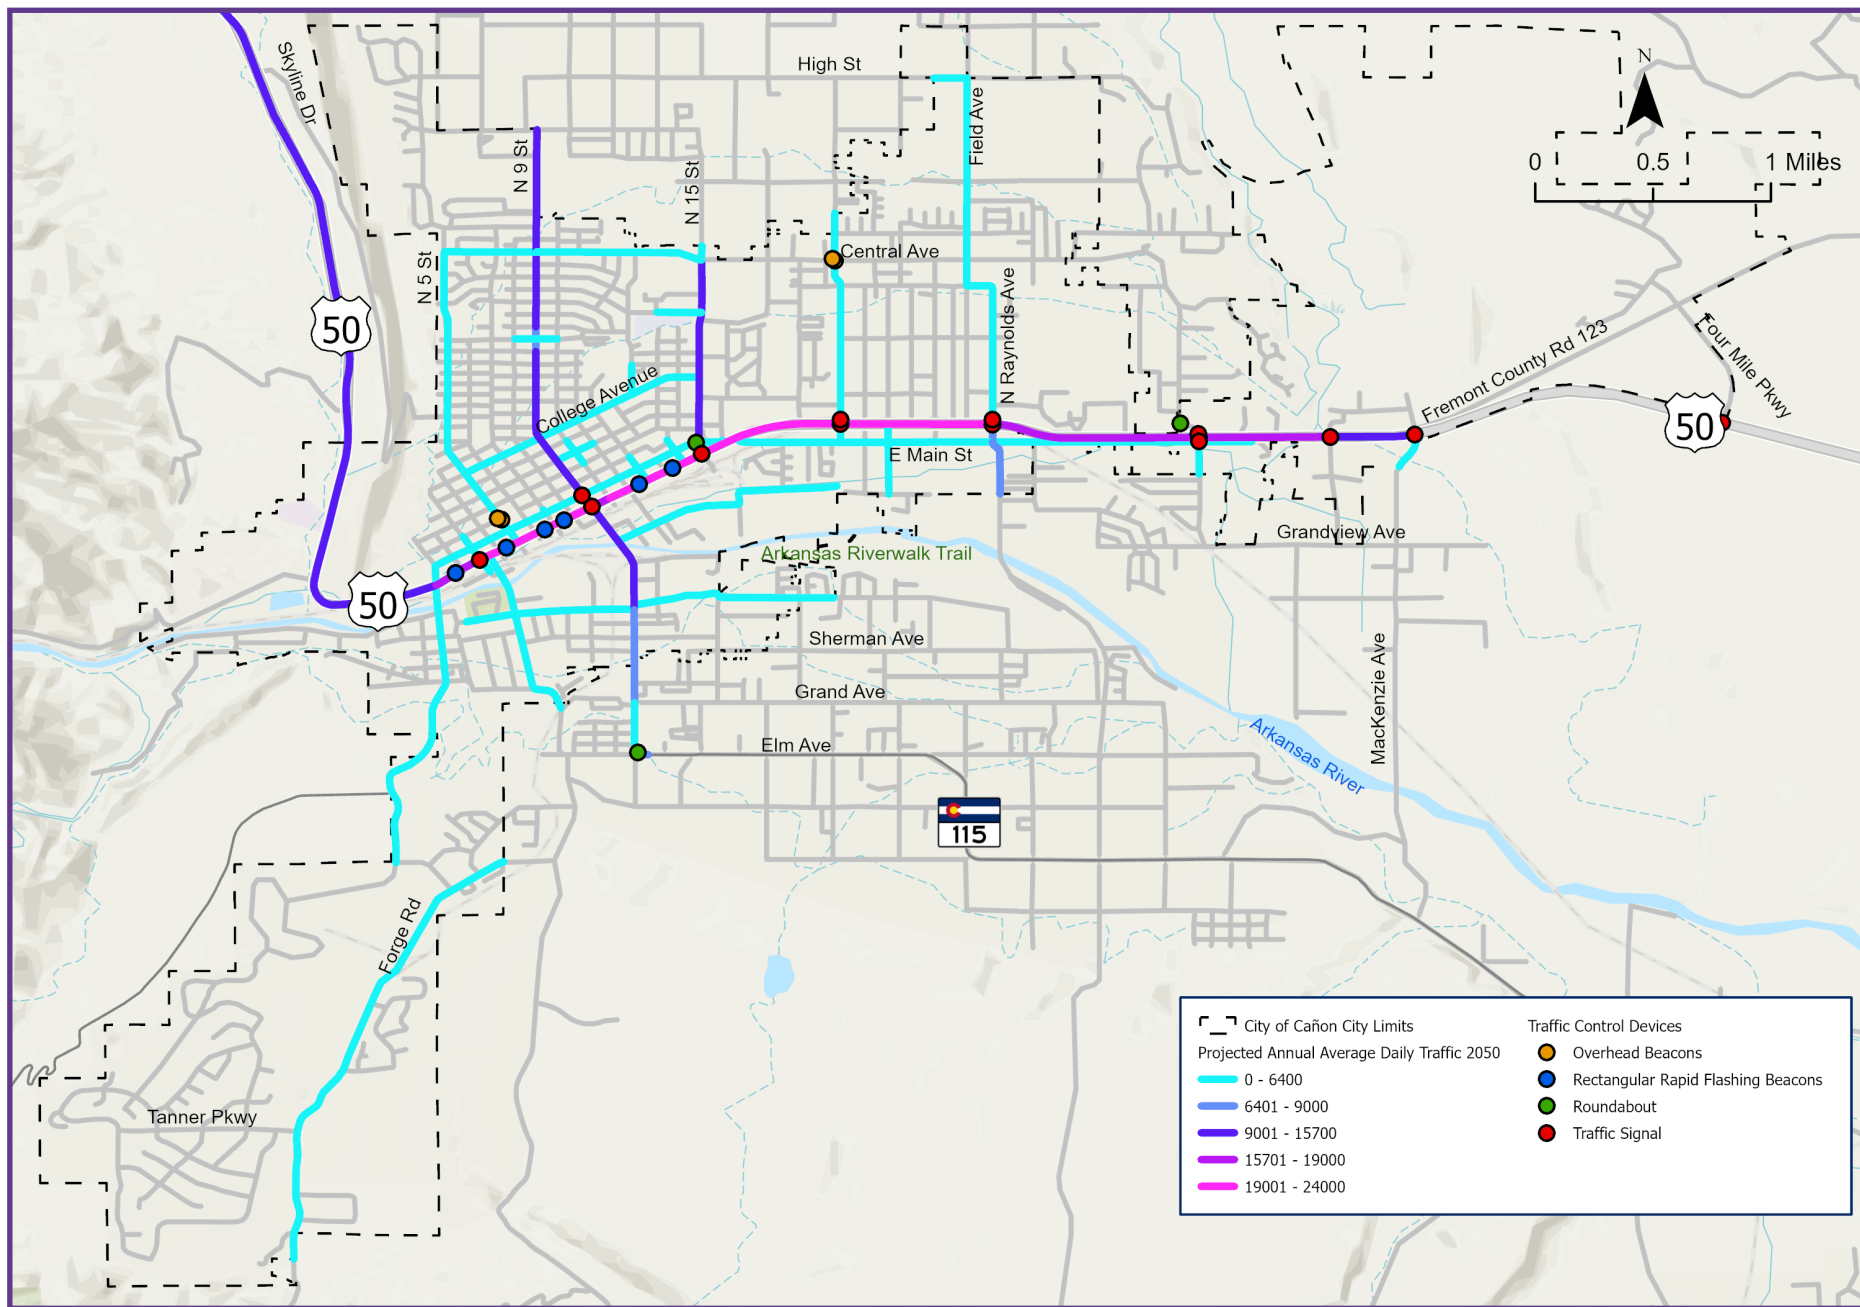 High St
Skyline Dr
Field Ave
N
0 0.5 1 Miles
N 9 St
N 15 St
Central Ave
N 5 St
N Raynolds Ave
50
Fremont County Rd 123
Four Mile Pkwy
50
College Avenue
E Main St
Grandview Ave
Arkansas Riverwalk Trail
50
Sherman Ave
MacKenzie Ave
Grand Ave
Elm Ave
Arkansas River
115
Forge Rd
Tanner Pkwy
City of Cañon City Limits
Projected Annual Average Daily Traffic 2050
0 - 6400
6401 - 9000
9001 - 15700
15701 - 19000
19001 - 24000
Traffic Control Devices
Overhead Beacons
Rectangular Rapid Flashing Beacons
Roundabout
Traffic Signal